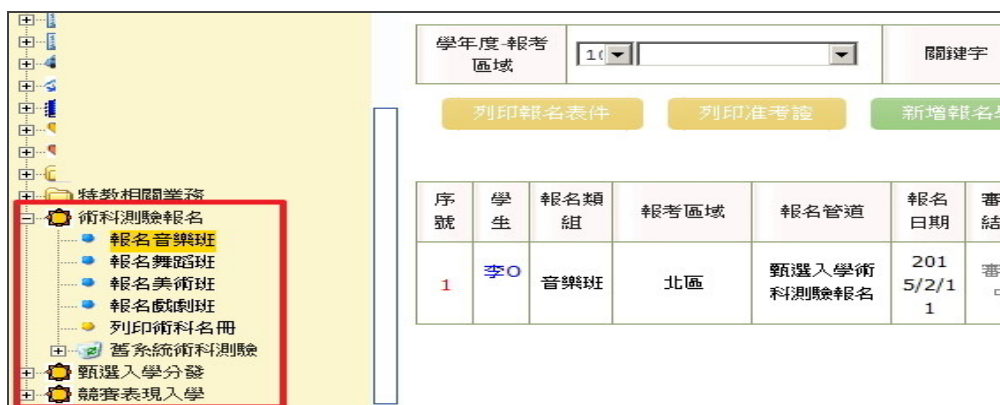 特教相關業務
術科測驗報名
報名音樂班
報名舞蹈班
報名美術班
報名戲劇班
列印術科名冊
舊系統術科測驗
甄選入學分發
競賽表現入學
學年度-報考
區域
關鍵字
列印報名表件
列印准考證
新增報名
序
號
學
生
報名類
組
報考區域
報名管道
報名
日期
審
結
1
李O
音樂班
北區
甄選入學術
科測驗報名
201
5/2/1
1
審